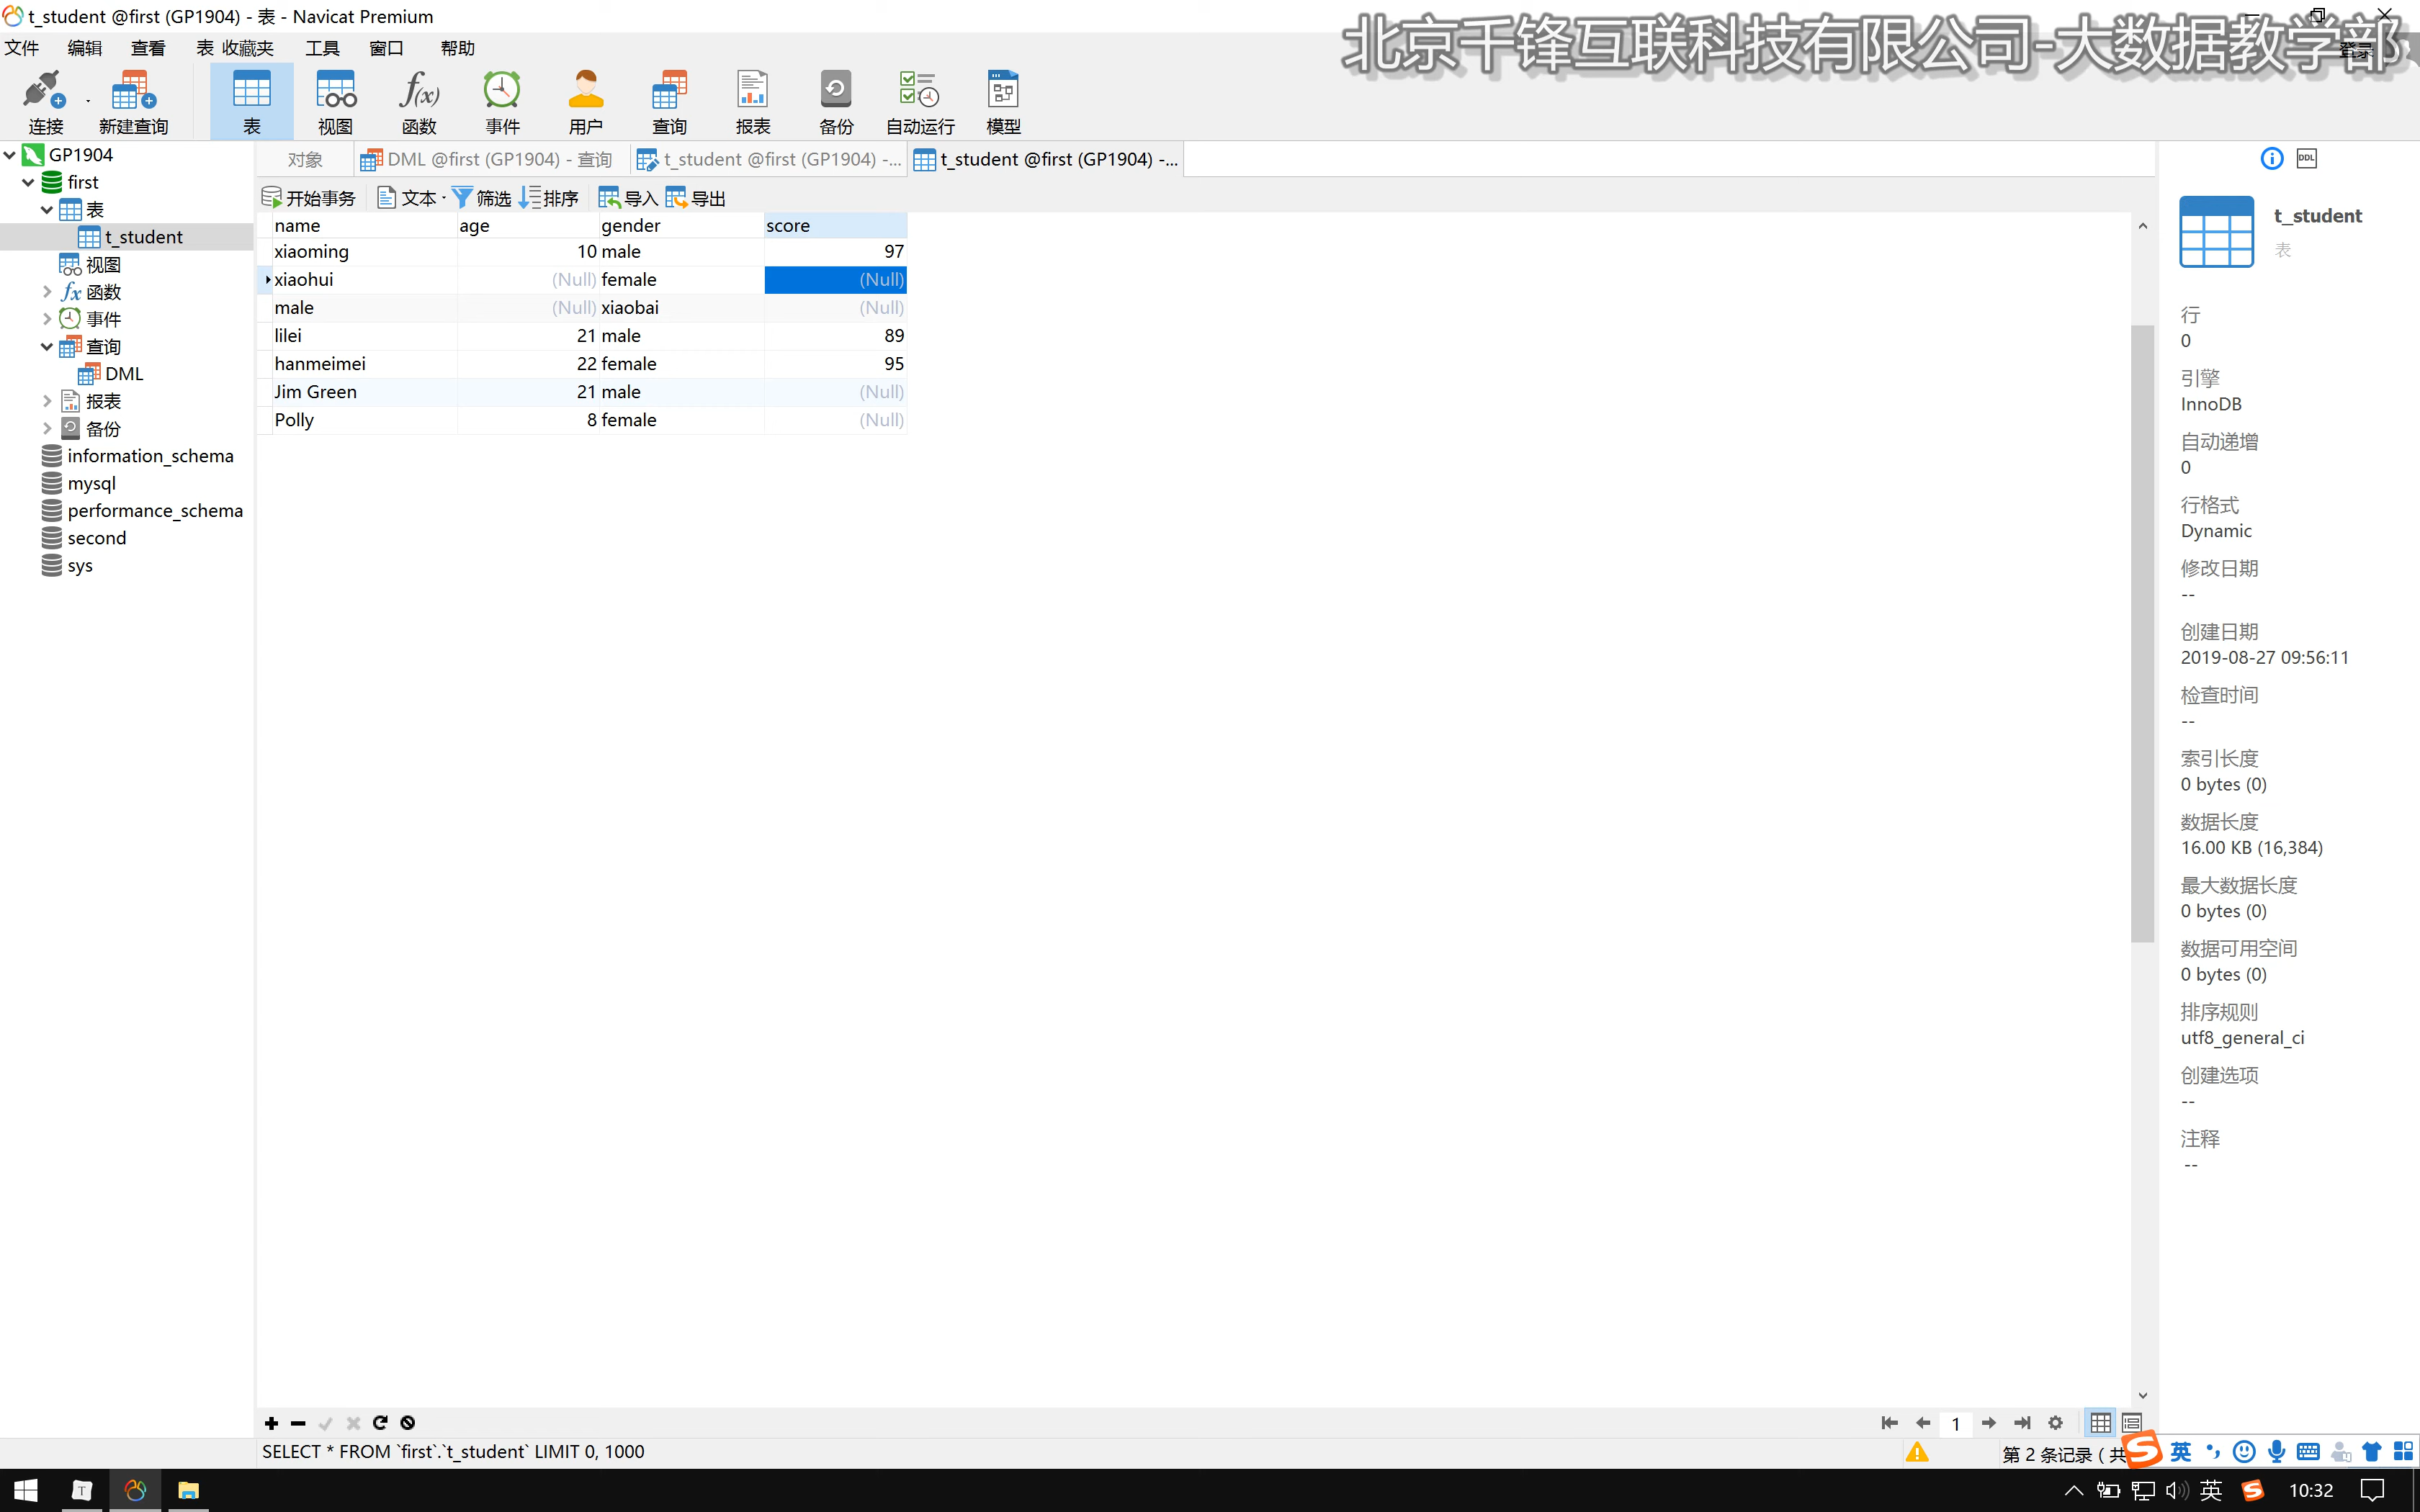 t_student @first (GP1904) - 表 - Navicat Premium
北京千锋互联科技有限公司-大数据教学部
文件 编辑 查看 表 收藏夹 工具 窗口 帮助
登录
连接 新建查询 表 视图 函数 事件 用户 查询 报表 备份 自动运行 模型
GP1904
first
表
t_student
视图
函数
事件
查询
DML
报表
备份
information_schema
mysql
performance_schema
second
sys
对象 DML @first (GP1904) - 查询 t_student @first (GP1904) -... t_student @first (GP1904) -...
开始事务 文本 筛选 排序 导入 导出
name age gender score
xiaoming 10 male 97
xiaohui (Null) female (Null)
male (Null) xiaobai (Null)
lilei 21 male 89
hanmeimei 22 female 95
Jim Green 21 male (Null)
Polly 8 female (Null)
DDL
t_student
表
行
0
引擎
InnoDB
自动递增
0
行格式
Dynamic
修改日期
--
创建日期
2019-08-27 09:56:11
检查时间
--
索引长度
0 bytes (0)
数据长度
16.00 KB (16,384)
最大数据长度
0 bytes (0)
数据可用空间
0 bytes (0)
排序规则
utf8_general_ci
创建选项
--
注释
--
1
SELECT * FROM `first`.`t_student` LIMIT 0, 1000
第 2 条记录 ( 共
英
英 10:32